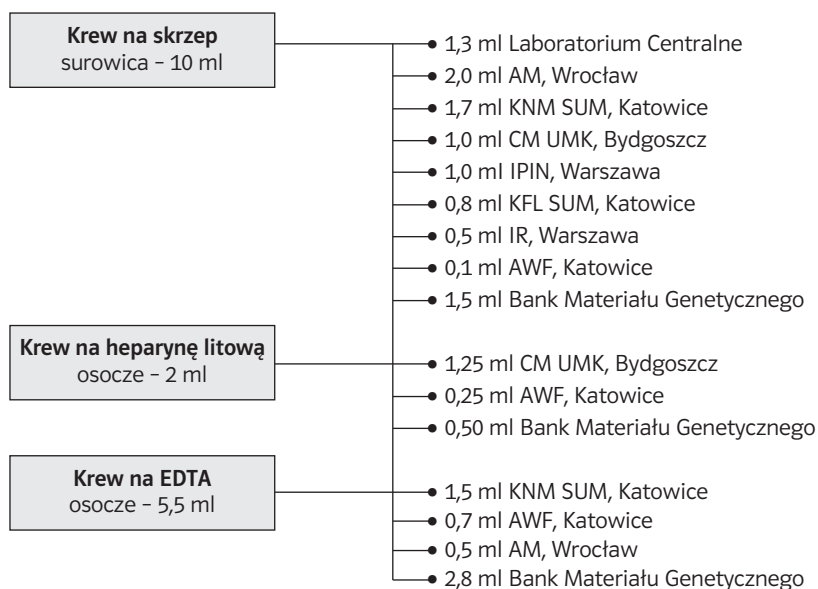 Krew na skrzep
surowica – 10 ml
1,3 ml Laboratorium Centralne
2,0 ml AM, Wrocław
1,7 ml KNM SUM, Katowice
1,0 ml CM UMK, Bydgoszcz
1,0 ml IPIN, Warszawa
0,8 ml KFL SUM, Katowice
0,5 ml IR, Warszawa
0,1 ml AWF, Katowice
1,5 ml Bank Materiału Genetycznego
Krew na heparynę litową
osocze – 2 ml
1,25 ml CM UMK, Bydgoszcz
0,25 ml AWF, Katowice
0,50 ml Bank Materiału Genetycznego
Krew na EDTA
osocze – 5,5 ml
1,5 ml KNM SUM, Katowice
0,7 ml AWF, Katowice
0,5 ml AM, Wrocław
2,8 ml Bank Materiału Genetycznego